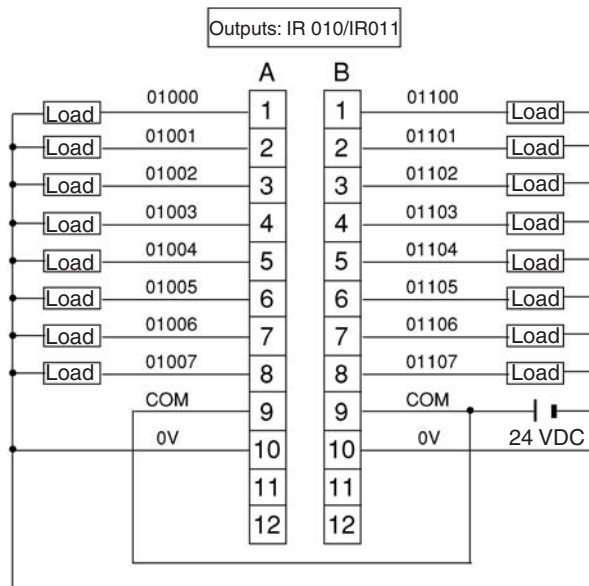 Outputs: IR 010/IR011
A B
Load 01000 1 1 01100 Load
Load 01001 2 2 01101 Load
Load 01002 3 3 01102 Load
Load 01003 4 4 01103 Load
Load 01004 5 5 01104 Load
Load 01005 6 6 01105 Load
Load 01006 7 7 01106 Load
Load 01007 8 8 01107 Load
COM 9 9 COM
0V 10 10 0V 24 VDC
11 11
12 12